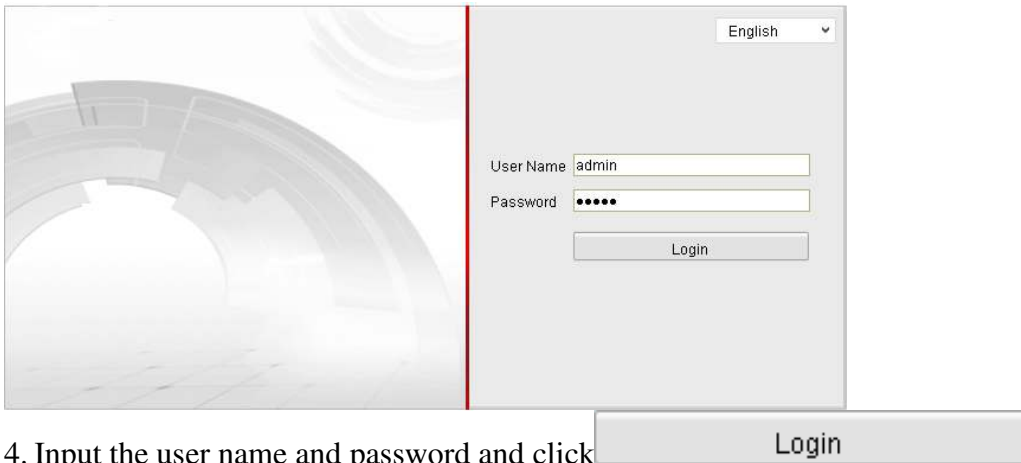 English
User Name admin
Password •••••
Login
4. Input the user name and password and click Login